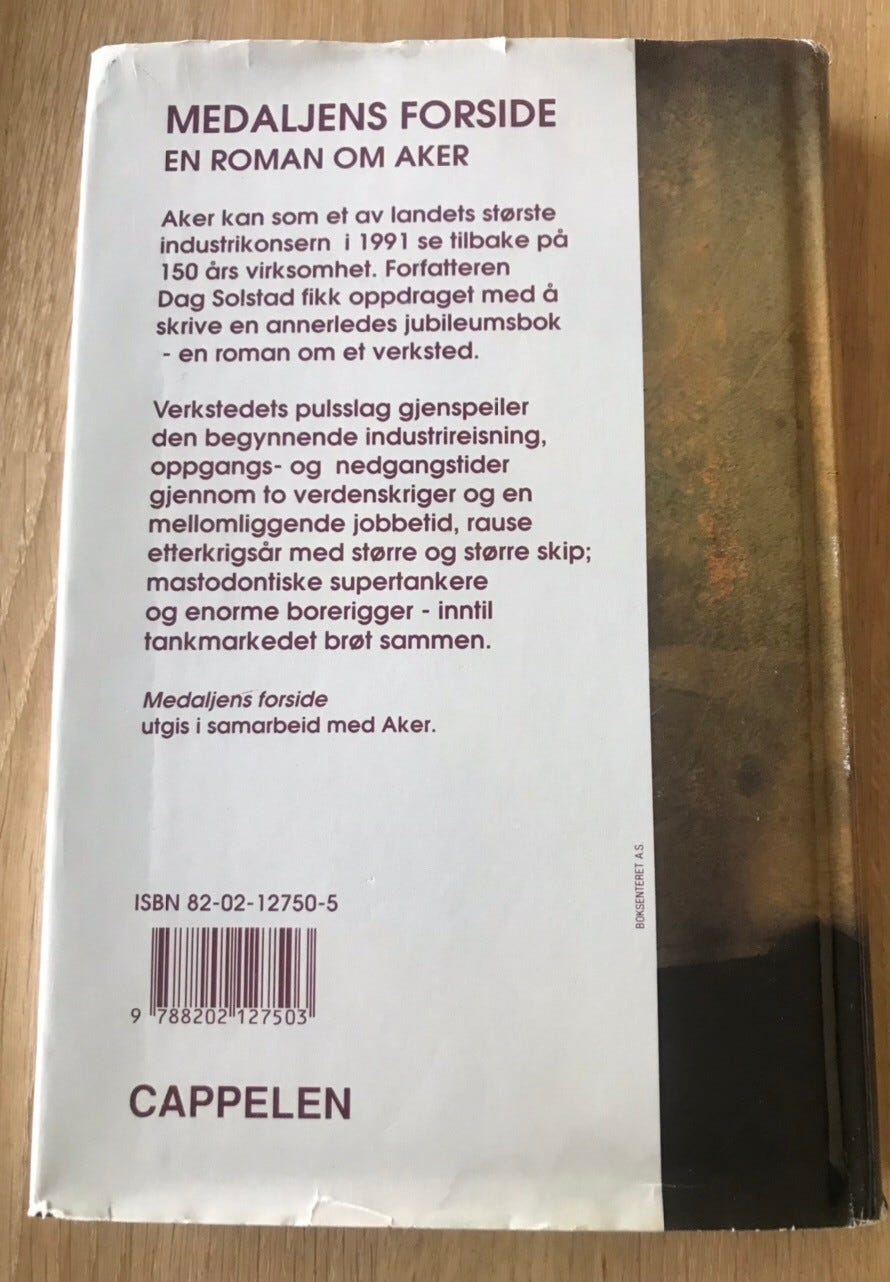 MEDALJENS FORSIDE
EN ROMAN OM AKER
Aker kan som et av landets største
industrikonsern i 1991 se tilbake på
150 års virksomhet. Forfatteren
Dag Solstad fikk oppdraget med å
skrive en annerledes jubileumsbok
- en roman om et verksted.
Verkstedets pulsslag gjenspeiler
den begynnende industrireisning,
oppgangs- og nedgangstider
gjennom to verdenskriger og en
mellomliggende jobbetid, rause
etterkrigsår med større og større skip;
mastodontiske supertankere
og enorme borerigger - inntil
tankmarkedet brøt sammen.
Medaljens forside
utgis i samarbeid med Aker.
BOKSENTERET A.S.
ISBN 82-02-12750-5
9 788202 127503
CAPPELEN